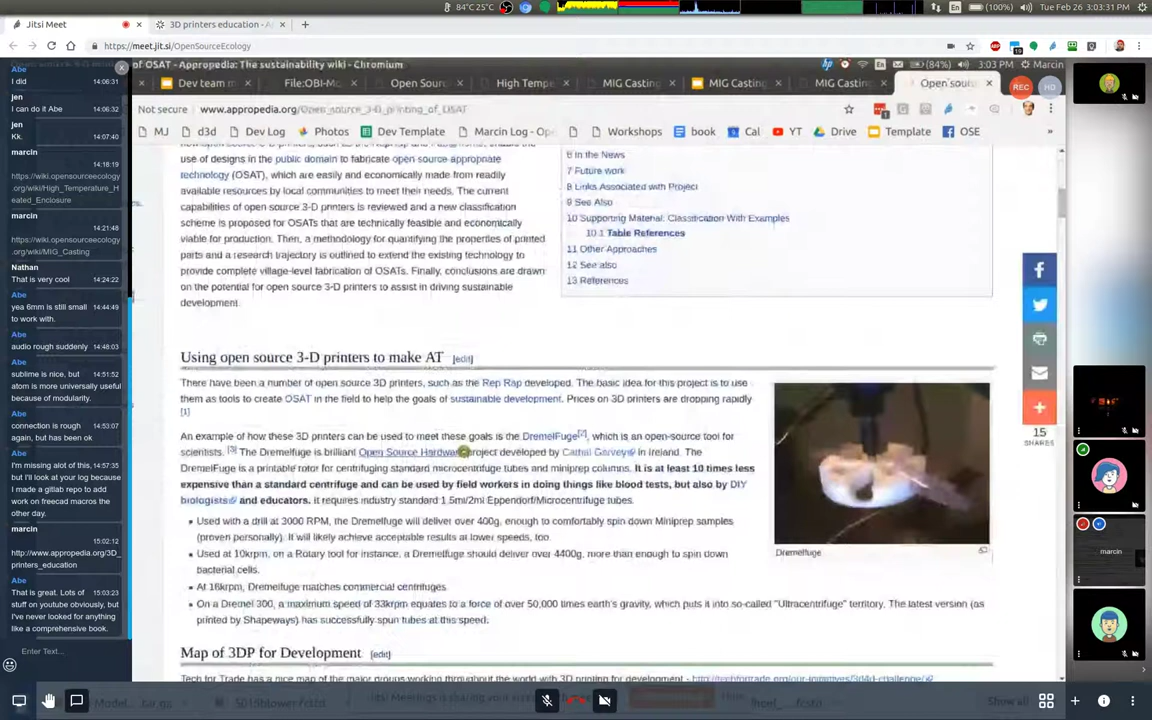 84°C 25°C
En
(100%)
Tue Feb 26 3:03:31 PM
Jitsi Meet
3D printers education - A
https://meet.jit.si/OpenSourceEcology
of OSAT - Appropedia: The sustainability wiki - Chromium
En
(84%)
3:03 PM
Marcin
Dev team m
File:OBI-Mo
Open Sourc
High Tempe
MIG Casting
MIG Casting
MIG Casting
Open sour
REC
HD
Not secure
www.appropedia.org/Open_source_3-D_printing_of_OSAT
MJ
d3d
Dev Log
Photos
Dev Template
Marcin Log - Ope
Workshops
book
Cal
YT
Drive
Template
OSE
Abe
I did
14:06:31
jen
I can do it Abe
14:06:32
jen
Kk.
14:07:40
marcin
14:18:19
https://wiki.opensourceecology
.org/wiki/High_Temperature_H
eated_Enclosure
marcin
14:21:48
https://wiki.opensourceecology
.org/wiki/MIG_Casting
Nathan
That is very cool
14:24:22
Abe
yea 6mm is still small
to work with.
14:44:49
Abe
audio rough suddenly
14:48:03
Abe
14:51:52
sublime is nice, but
atom is more universaly useful
because of modularity.
Abe
14:53:07
connection is rough
again, but has been ok
Abe
14:57:35
I'm missing alot of this,
but I'll look at your log because
I made a gitlab repo to add
work on freecad macros the
other day.
marcin
15:02:12
http://www.appropedia.org/3D_
printers_education
Abe
15:03:23
That is great. Lots of
stuff on youtube obviously, but
I've never looked for anything
like a comprehensive book.
Enter Text...
use of designs in the public domain to fabricate open source appropriate
technology (OSAT), which are easily and economically made from readily
available resources by local communities to meet their needs. The current
capabilities of open source 3-D printers is reviewed and a new classification
scheme is proposed for OSATs that are technically feasible and economically
viable for production. Then, a methodology for quantifying the properties of printed
parts and a research trajectory is outlined to extend the existing technology to
provide complete village-level fabrication of OSATs. Finally, conclusions are drawn
on the potential for open source 3-D printers to assist in driving sustainable
development.
6 In the News
7 Future work
8 Links Associated with Project
9 See Also
10 Supporting Material: Classification With Examples
10.1 Table References
11 Other Approaches
12 See also
13 References
Using open source 3-D printers to make AT [edit]
There have been a number of open source 3D printers, such as the Rep Rap developed. The basic idea for this project is to use
them as tools to create OSAT in the field to help the goals of sustainable development. Prices on 3D printers are dropping rapidly
[1]
An example of how these 3D printers can be used to meet these goals is the DremelFuge[2], which is an open-source tool for
scientists. [3] The Dremelfuge is brilliant Open Source Hardware project developed by Cathal Garvey in Ireland. The
DremelFuge is a printable rotor for centrifuging standard microcentrifuge tubes and miniprep columns. It is at least 10 times less
expensive than a standard centrifuge and can be used by field workers in doing things like blood tests, but also by DIY
biologists and educators. It requires industry standard 1.5ml/2ml Eppendorf/Microcentrifuge tubes.
Used with a drill at 3000 RPM, the Dremelfuge will deliver over 400g, enough to comfortably spin down Miniprep samples
(proven personally). It will likely achieve acceptable results at lower speeds, too.
Used at 10krpm, on a Rotary tool for instance, a Dremelfuge should deliver over 4400g, more than enough to spin down
bacterial cells.
At 16krpm, Dremelfuge matches commercial centrifuges.
On a Dremel 300, a maximum speed of 33krpm equates to a force of over 50,000 times earth's gravity, which puts it into so-called "Ultracentrifuge" territory. The latest version (as
printed by Shapeways) has successfully spun tubes at this speed.
Dremelfuge
Map of 3DP for Development [edit]
Tech for Trade has a nice map of the major groups working throughout the world with 3D printing for development -
15
SHARES
marcin
Show all